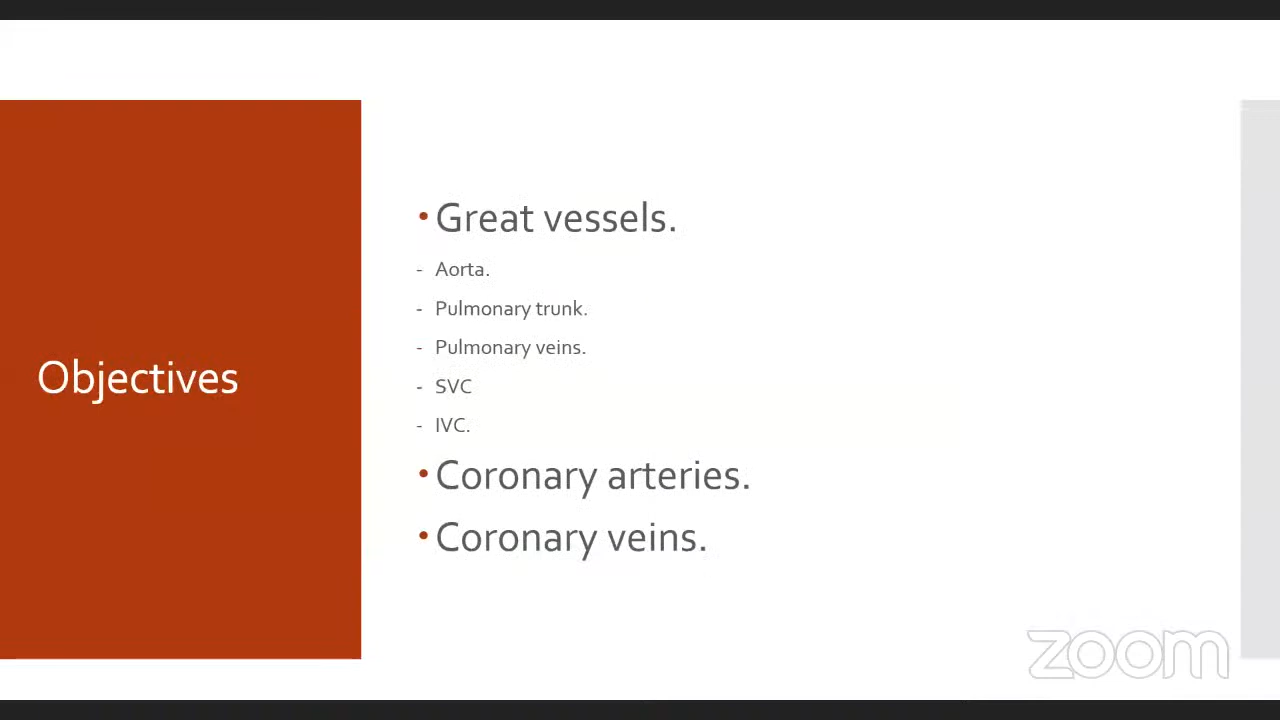 Objectives
• Great vessels.
- Aorta.
- Pulmonary trunk.
- Pulmonary veins.
- SVC
- IVC.
• Coronary arteries.
• Coronary veins.
zoom